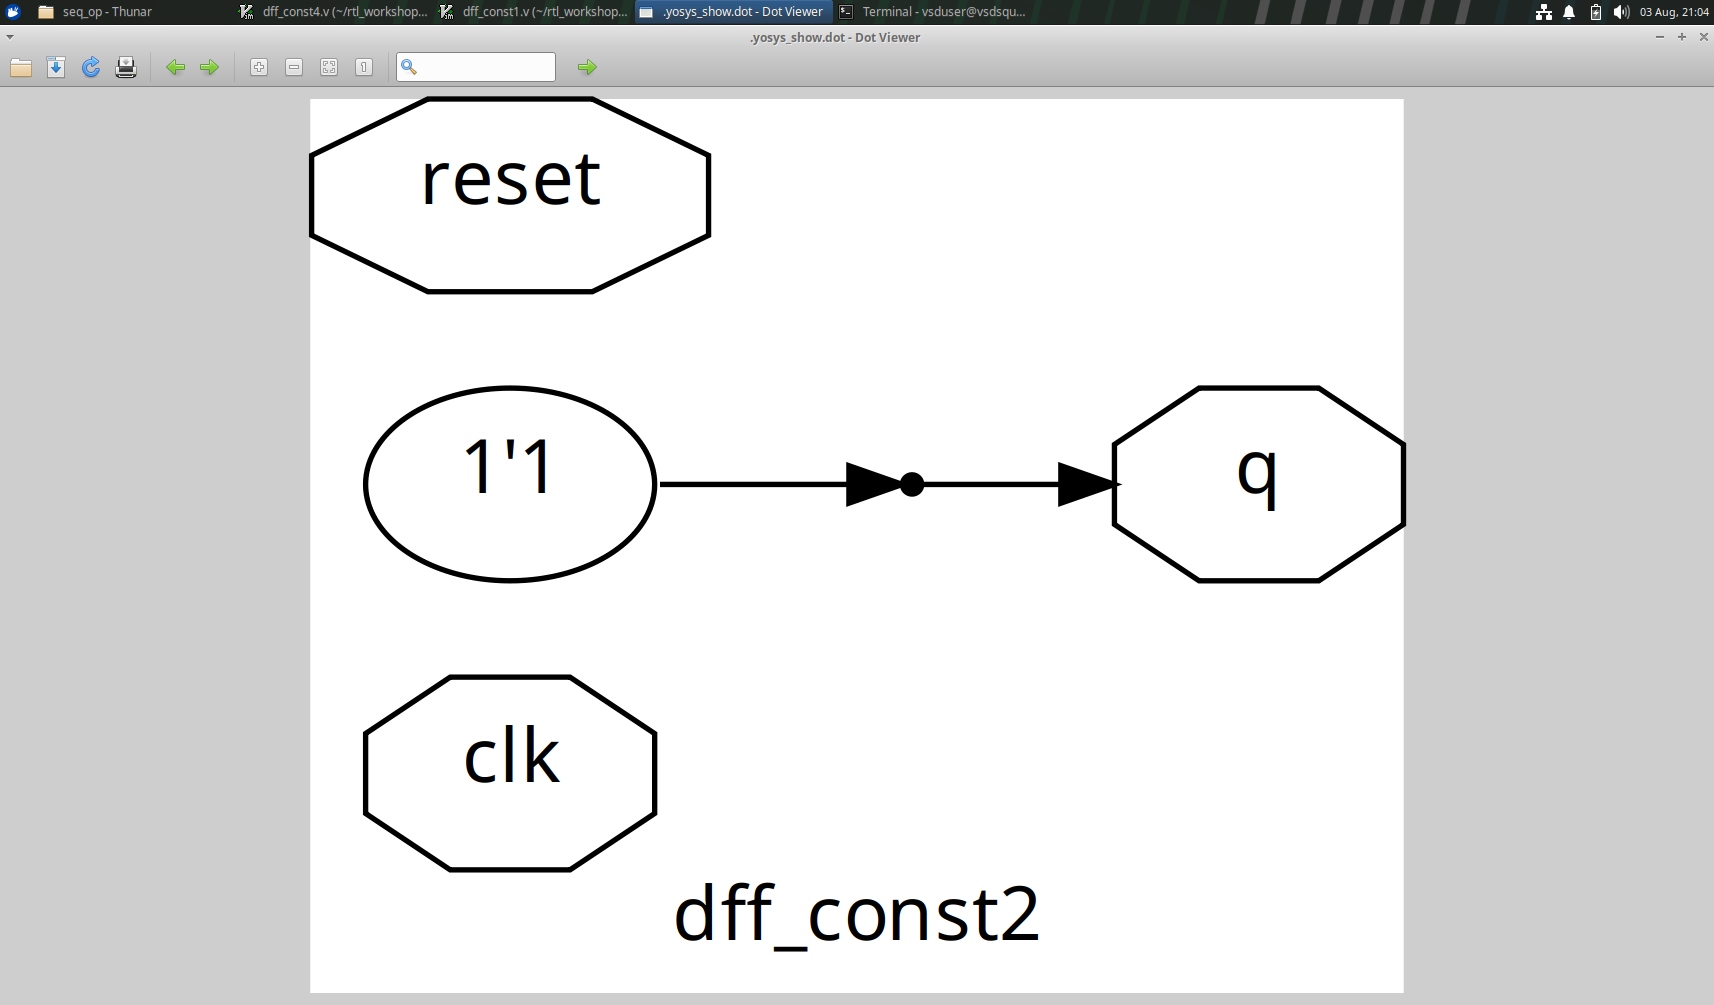 seq_op - Thunar
dff_const4.v (~/rtl_workshop...
dff_const1.v (~/rtl_workshop...
.yosys_show.dot - Dot Viewer
Terminal - vsduser@vsdsqu...
03 Aug, 21:04
.yosys_show.dot - Dot Viewer
reset
1'1
q
clk
dff_const2